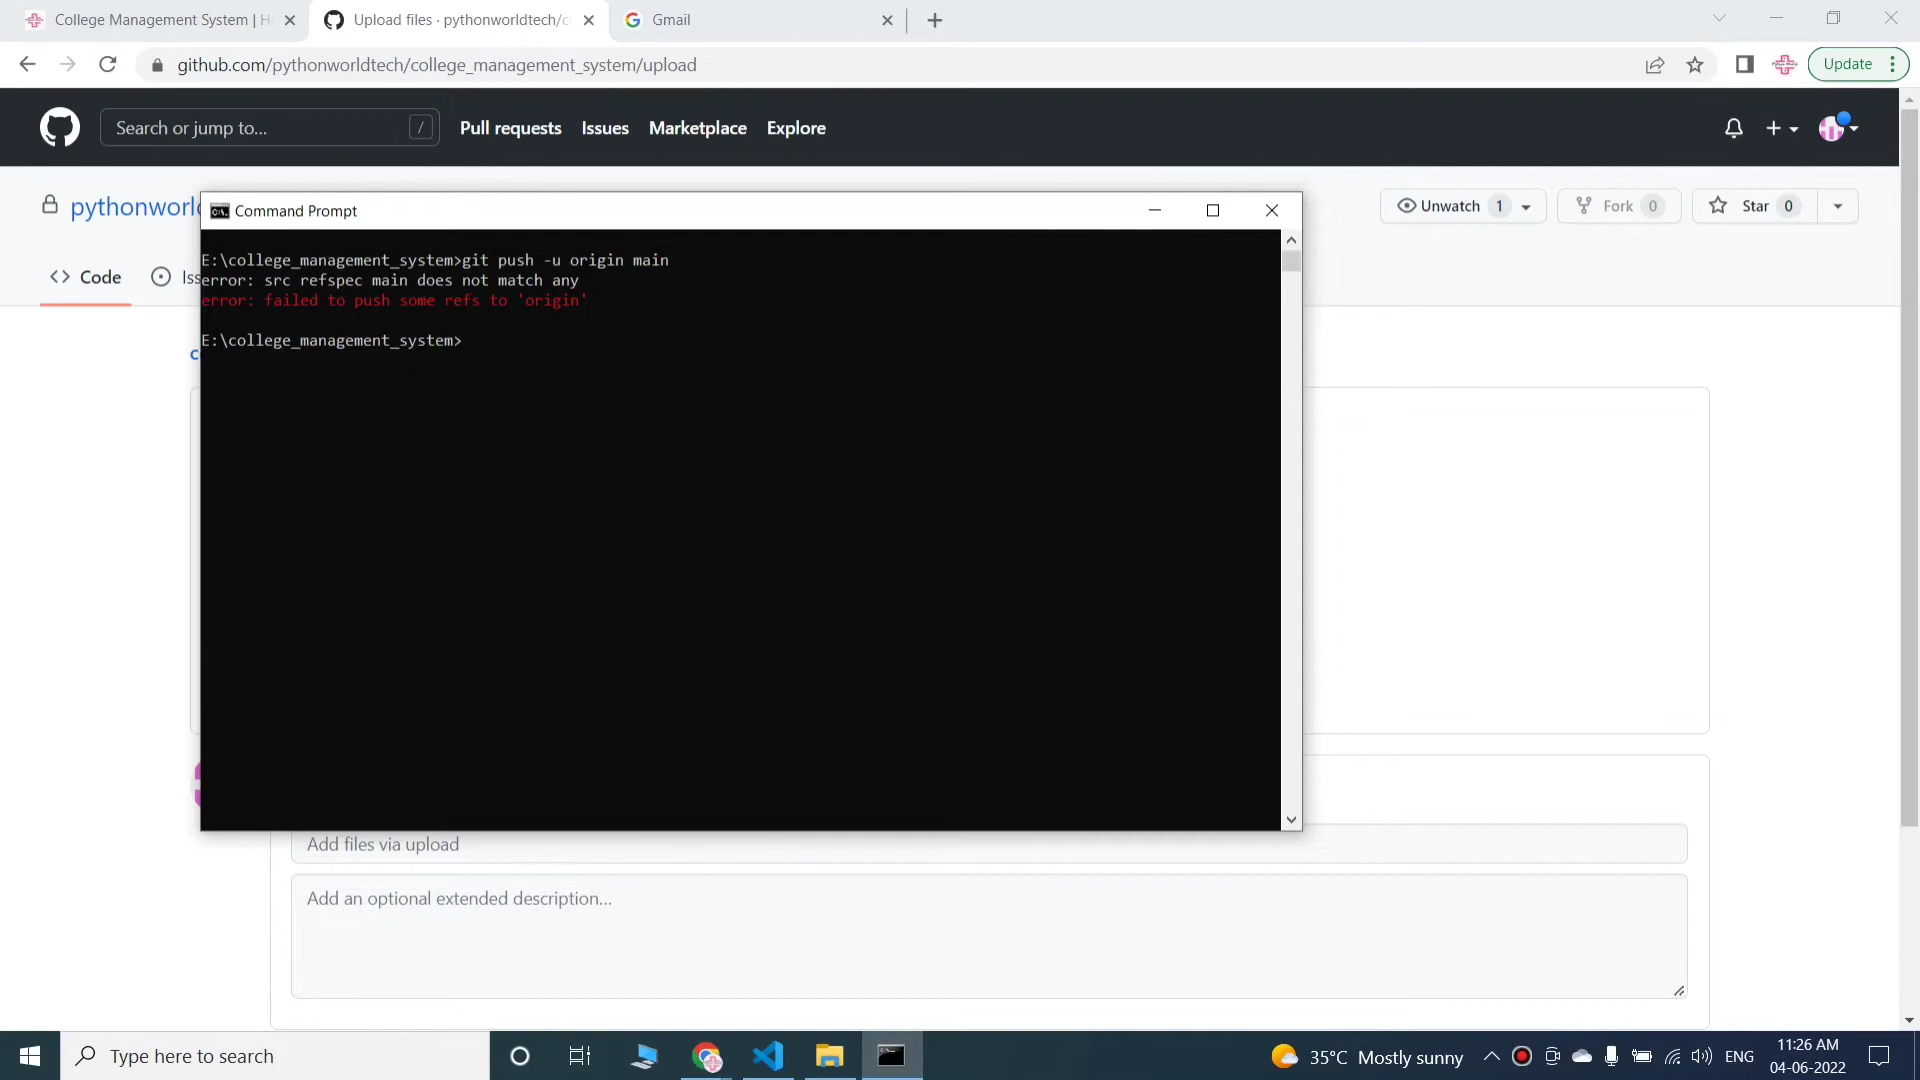 College Management System | H
Upload files · pythonworldtech/c
Gmail
github.com/pythonworldtech/college_management_system/upload
Update
Search or jump to...
/
Pull requests
Issues
Marketplace
Explore
pythonworld
Command Prompt
Unwatch 1
Fork 0
Star 0
Code
Iss
E:\college_management_system>git push -u origin main
error: src refspec main does not match any
error: failed to push some refs to 'origin'
E:\college_management_system>
c
Add files via upload
Add an optional extended description...
Type here to search
35°C Mostly sunny
ENG
11:26 AM
04-06-2022